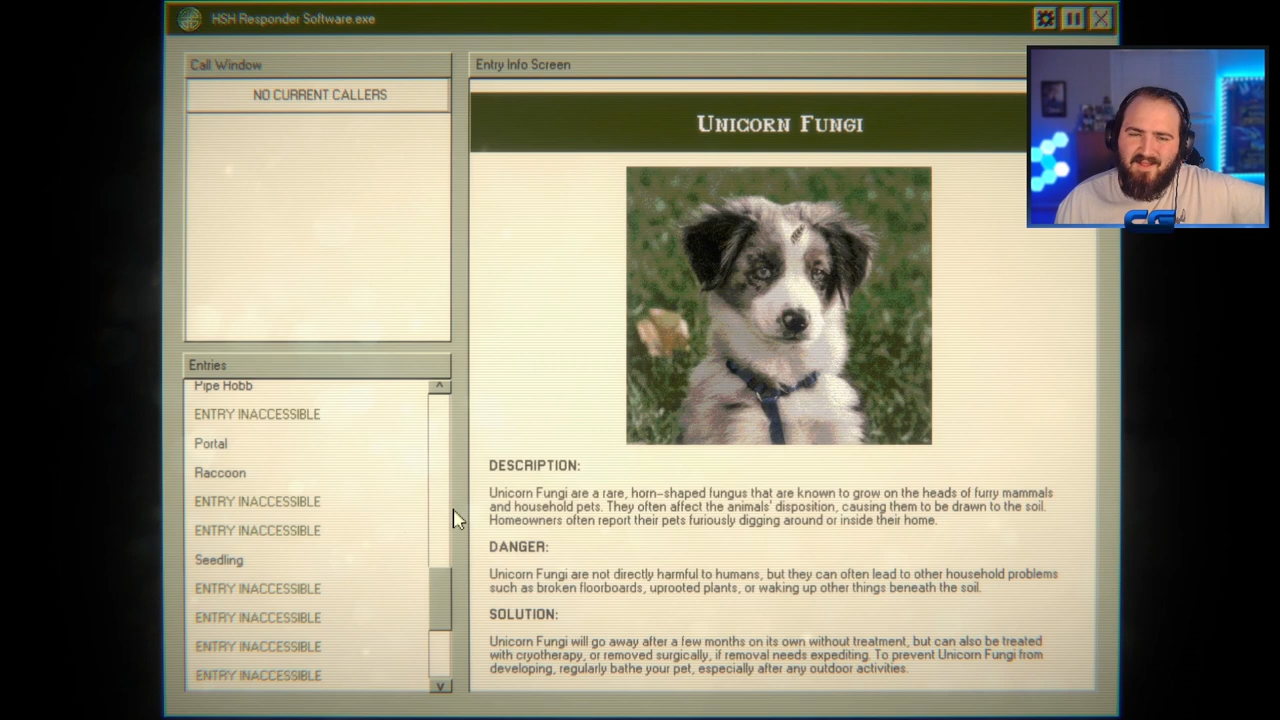 HSH Responder Software.exe
Call Window
NO CURRENT CALLERS
Entries
Pipe Hobb
ENTRY INACCESSIBLE
Portal
Raccoon
ENTRY INACCESSIBLE
ENTRY INACCESSIBLE
Seedling
ENTRY INACCESSIBLE
ENTRY INACCESSIBLE
ENTRY INACCESSIBLE
ENTRY INACCESSIBLE
Entry Info Screen
Unicorn Fungi
DESCRIPTION:
Unicorn Fungi are a rare, horn-shaped fungus that are known to grow on the heads of furry mammals
and household pets. They often affect the animals' disposition, causing them to be drawn to the soil.
Homeowners often report their pets furiously digging around or inside their home.
DANGER:
Unicorn Fungi are not directly harmful to humans, but they can often lead to other household problems
such as broken floorboards, uprooted plants, or waking up other things beneath the soil.
SOLUTION:
Unicorn Fungi will go away after a few months on its own without treatment, but can also be treated
with cryotherapy, or removed surgically, if removal needs expediting. To prevent Unicorn Fungi from
developing, regularly bathe your pet, especially after any outdoor activities.
CG